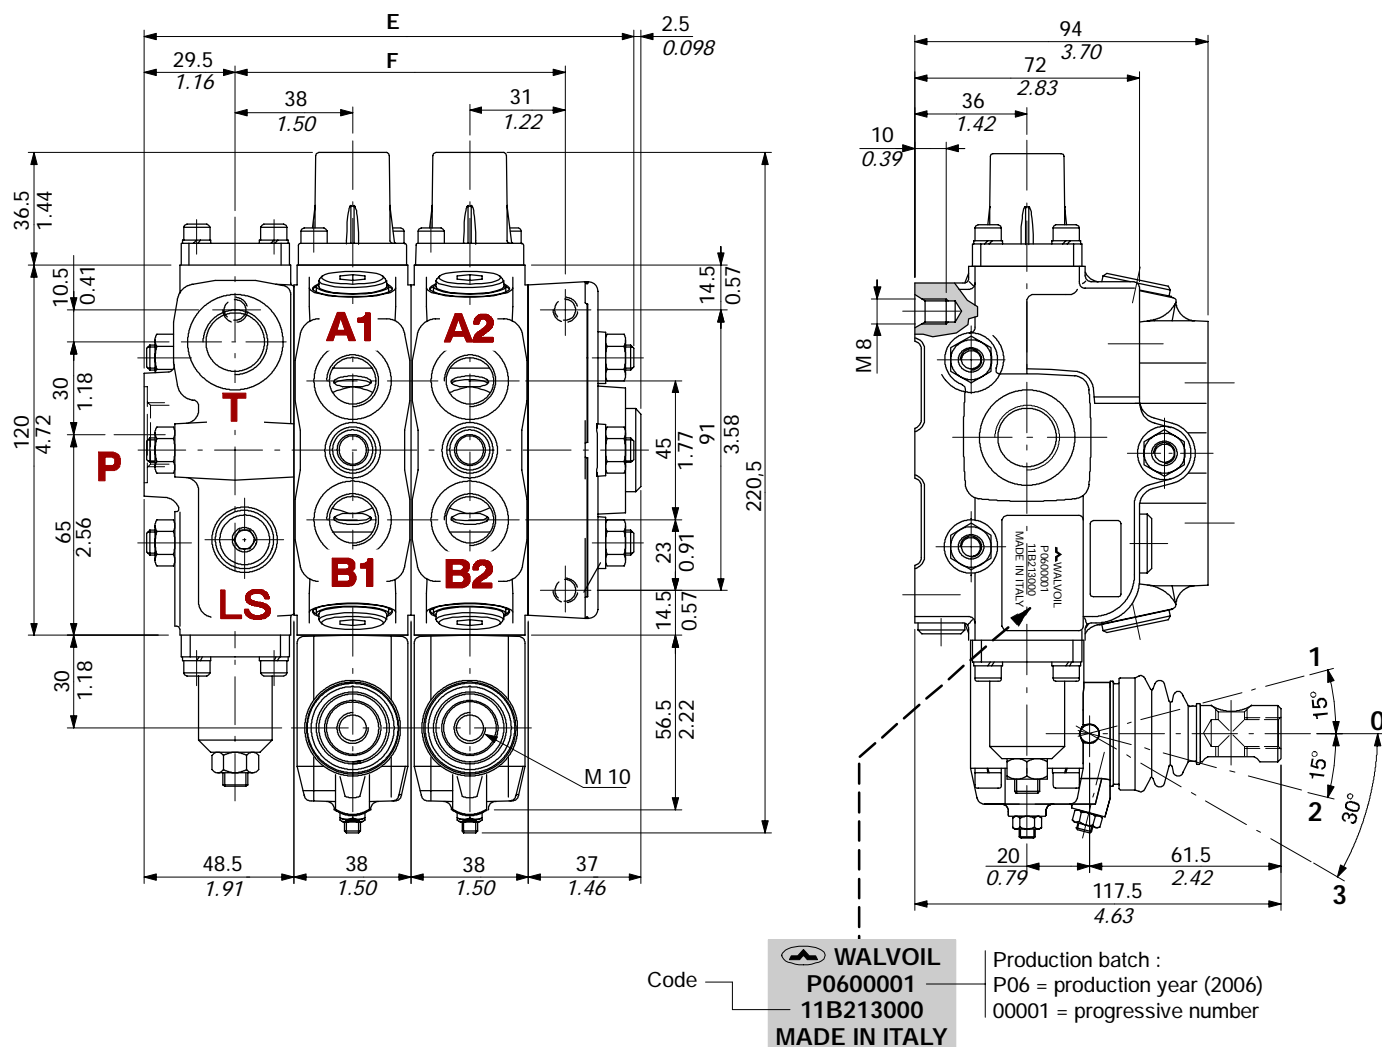 E
2.5
0.098
29.5
1.16
F
38
1.50
31
1.22
36.5
1.44
10.5
0.41
14.5
0.57
120
4.72
30
1.18
65
2.56
30
1.18
A1
A2
T
P
B1
B2
LS
45
1.77
91
3.58
220,5
23
0.91
14.5
0.57
56.5
2.22
M 10
48.5
1.91
38
1.50
38
1.50
37
1.46
94
3.70
72
2.83
36
1.42
10
0.39
M 8
WALVOIL
P0600001
11B213000
MADE IN ITALY
1
15°
0
15°
2
30°
3
20
0.79
61.5
2.42
117.5
4.63
Code
WALVOIL
P0600001
11B213000
MADE IN ITALY
Production batch :
P06 = production year (2006)
00001 = progressive number